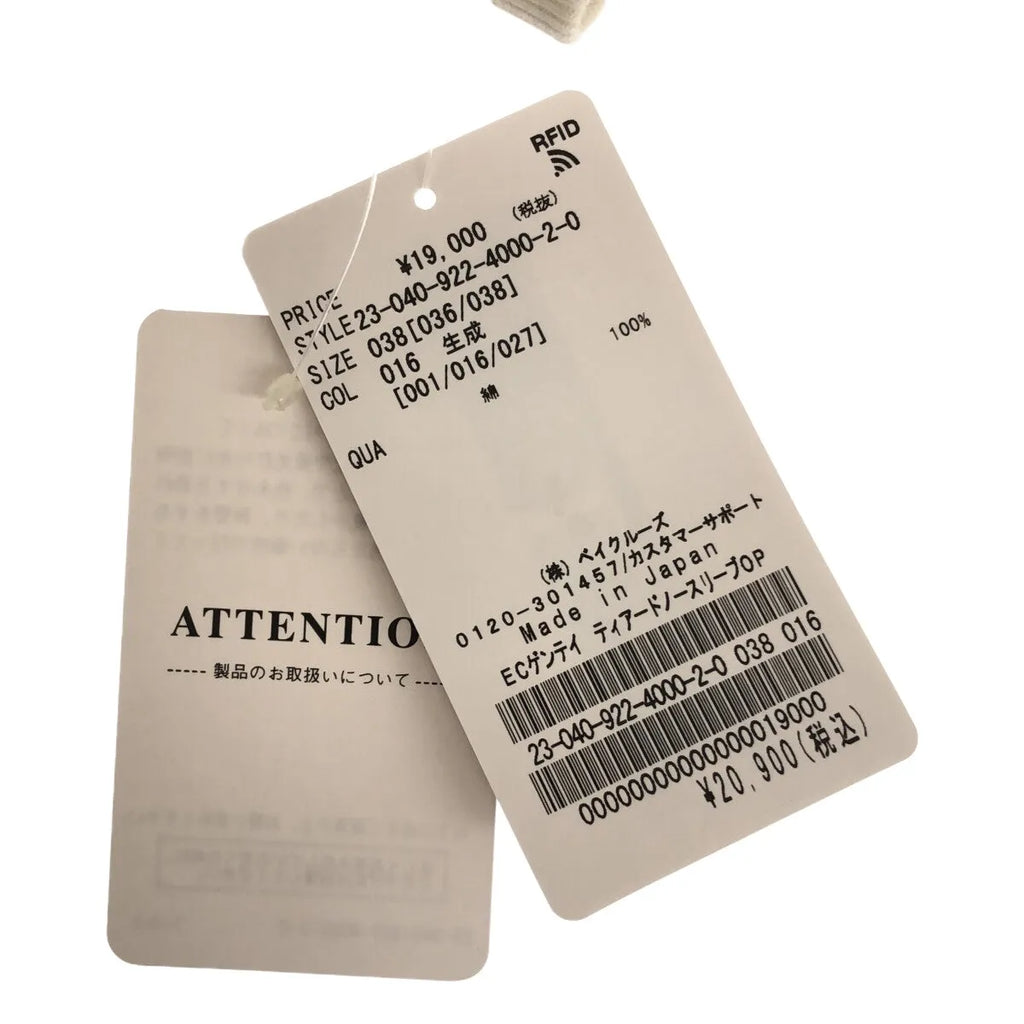 RFID
PRICE ¥19,000 (税抜)
STYLE 23-040-922-4000-2-0
SIZE 038[036/038]
COL 016 生成
[001/016/027]
QUA 綿 100%
(株) ベイクルーズ
0120-301457/カスタマーサポート
Made in Japan
ECゲンテイ ティアードノースリーブOP
23-040-922-4000-2-0 038 016
0000000000000019000
¥20,900(税込)
ATTENTIO
----- 製品のお取扱いについて ----